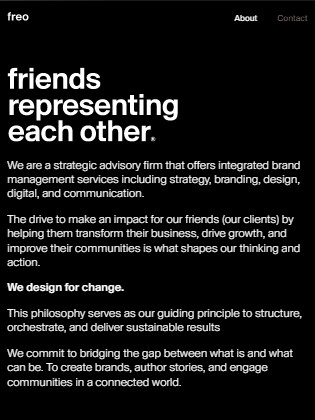 freo
About
Contact
friends
representing
each other.®
We are a strategic advisory firm that offers integrated brand
management services including strategy, branding, design,
digital, and communication.
The drive to make an impact for our friends (our clients) by
helping them transform their business, drive growth, and
improve their communities is what shapes our thinking and
action.
We design for change.
This philosophy serves as our guiding principle to structure,
orchestrate, and deliver sustainable results
We commit to bridging the gap between what is and what
can be. To create brands, author stories, and engage
communities in a connected world.